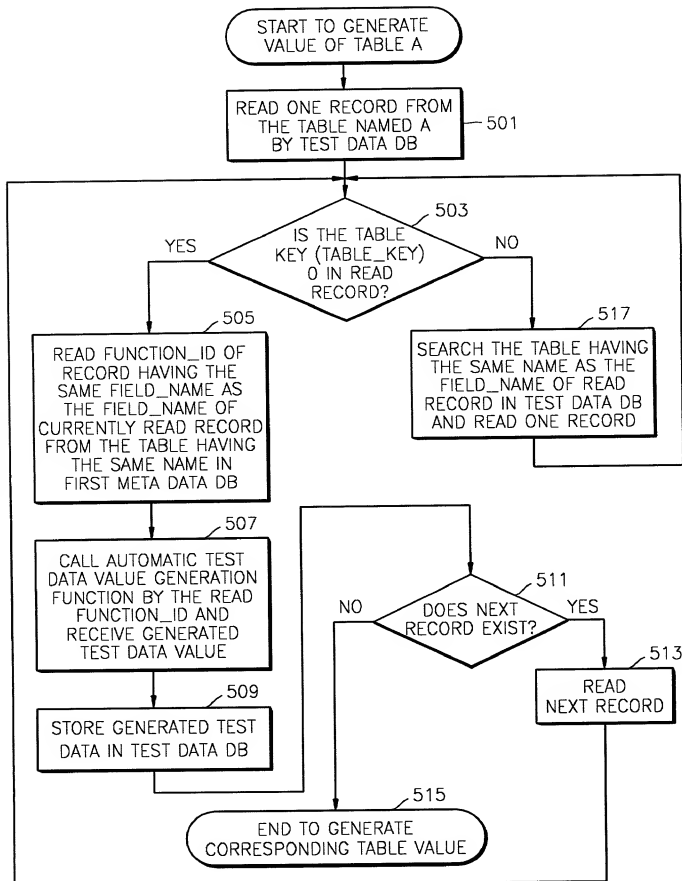 START TO GENERATE
VALUE OF TABLE A
READ ONE RECORD FROM
THE TABLE NAMED A
BY TEST DATA DB
501
503
IS THE TABLE
KEY (TABLE_KEY)
0 IN READ
RECORD?
YES
NO
505
READ FUNCTION_ID OF
RECORD HAVING THE
SAME FIELD_NAME AS
THE FIELD_NAME OF
CURRENTLY READ RECORD
FROM THE TABLE HAVING
THE SAME NAME IN
FIRST META DATA DB
517
SEARCH THE TABLE HAVING
THE SAME NAME AS THE
FIELD_NAME OF READ
RECORD IN TEST DATA DB
AND READ ONE RECORD
507
CALL AUTOMATIC TEST
DATA VALUE GENERATION
FUNCTION BY THE READ
FUNCTION_ID AND
RECEIVE GENERATED
TEST DATA VALUE
511
NO
DOES NEXT
RECORD EXIST?
YES
513
READ
NEXT RECORD
509
STORE GENERATED TEST
DATA IN TEST DATA DB
515
END TO GENERATE
CORRESPONDING TABLE VALUE